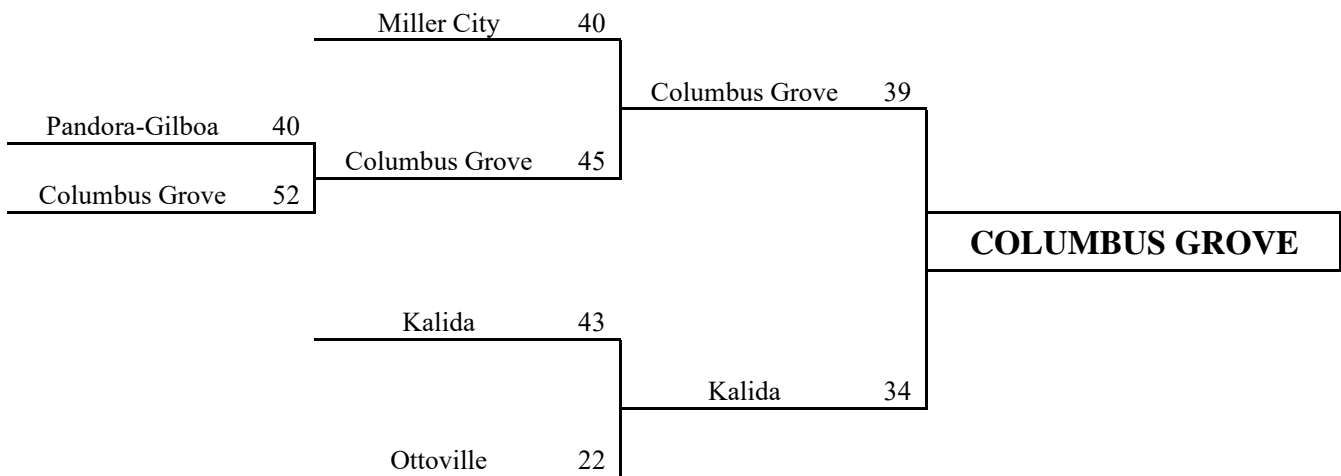 Miller City 40
Columbus Grove 39
Pandora-Gilboa 40
Columbus Grove 45
Columbus Grove 52
COLUMBUS GROVE
Kalida 43
Kalida 34
Ottoville 22